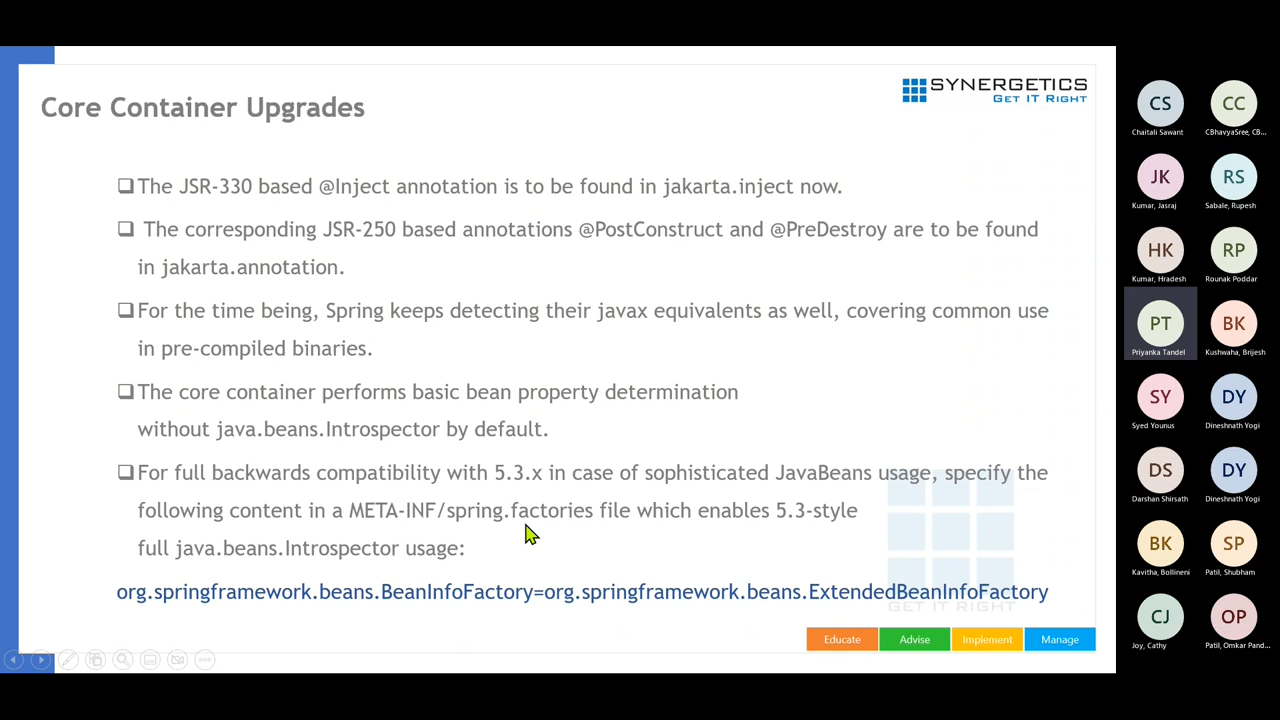 SYNERGETICS
GET IT RIGHT
Core Container Upgrades
The JSR-330 based @Inject annotation is to be found in jakarta.inject now.
The corresponding JSR-250 based annotations @PostConstruct and @PreDestroy are to be found
in jakarta.annotation.
For the time being, Spring keeps detecting their javax equivalents as well, covering common use
in pre-compiled binaries.
The core container performs basic bean property determination
without java.beans.Introspector by default.
For full backwards compatibility with 5.3.x in case of sophisticated JavaBeans usage, specify the
following content in a META-INF/spring.factories file which enables 5.3-style
full java.beans.Introspector usage:
org.springframework.beans.BeanInfoFactory=org.springframework.beans.ExtendedBeanInfoFactory
GET IT RIGHT
Educate Advise Implement Manage
CS CC
Chaitali Sawant CBhavyaSree, CB...
JK RS
Kumar, Jasraj Sabale, Rupesh
HK RP
Kumar, Hradesh Rounak Poddar
PT BK
Priyanka Tandel Kushwaha, Brijesh
SY DY
Syed Younus Dineshnath Yogi
DS DY
Darshan Shirsath Dineshnath Yogi
BK SP
Kavitha, Bollineni Patil, Shubham
CJ OP
Joy, Cathy Patil, Omkar Pand...